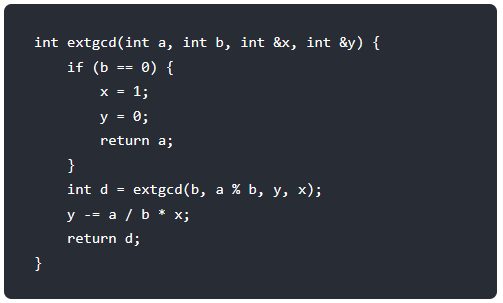 int extgcd(int a, int b, int &x, int &y) {
    if (b == 0) {
        x = 1;
        y = 0;
        return a;
    }
    int d = extgcd(b, a % b, y, x);
    y -= a / b * x;
    return d;
}